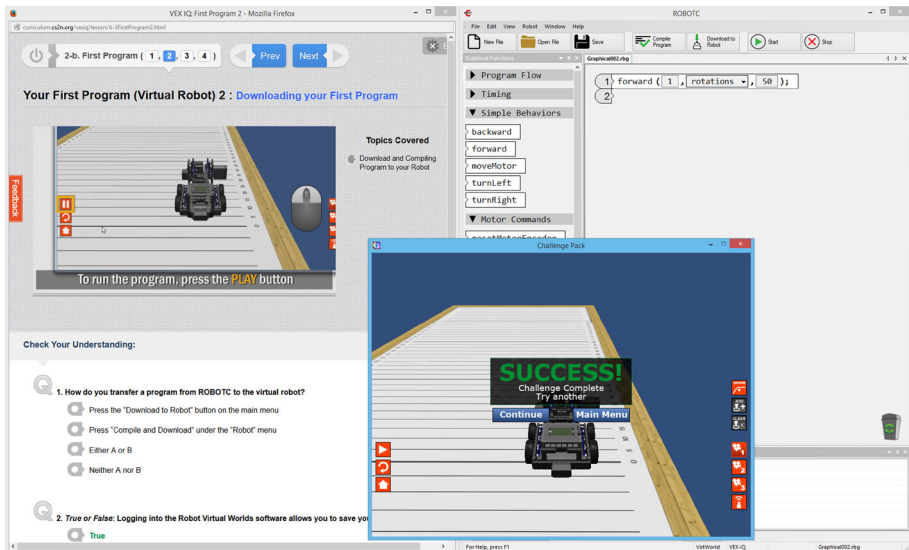 VEX IQ: First Program 2 - Mozilla Firefox
curriculum.cs2n.org/vexiq/lesson/A-3FirstProgram2.html
2-b. First Program ( 1 , 2 , 3 , 4 )
Prev
Next
Your First Program (Virtual Robot) 2 : Downloading your First Program
Topics Covered
Download and Compiling
Program to your Robot
Feedback
To run the program, press the PLAY button
Check Your Understanding:
1. How do you transfer a program from ROBOTC to the virtual robot?
Press the "Download to Robot" button on the main menu
Press "Compile and Download" under the "Robot" menu
Either A or B
Neither A nor B
2. True or False: Logging into the Robot Virtual Worlds software allows you to save you
True
ROBOTC
File Edit View Robot Window Help
New File
Open File
Save
Compile
Program
Download to
Robot
Start
Stop
Graphical Functions
Graphical002.rbg
Program Flow
Timing
Simple Behaviors
backward
forward
moveMotor
turnLeft
turnRight
Motor Commands
resetMotorEncoder
1 forward ( 1 , rotations , 50 );
2
Challenge Pack
SUCCESS!
Challenge Complete
Try another
Continue
Main Menu
ADD
CLEAR
1
2
3
For Help, press F1
VirtWorld
VEX-IQ
Graphical002.rbg